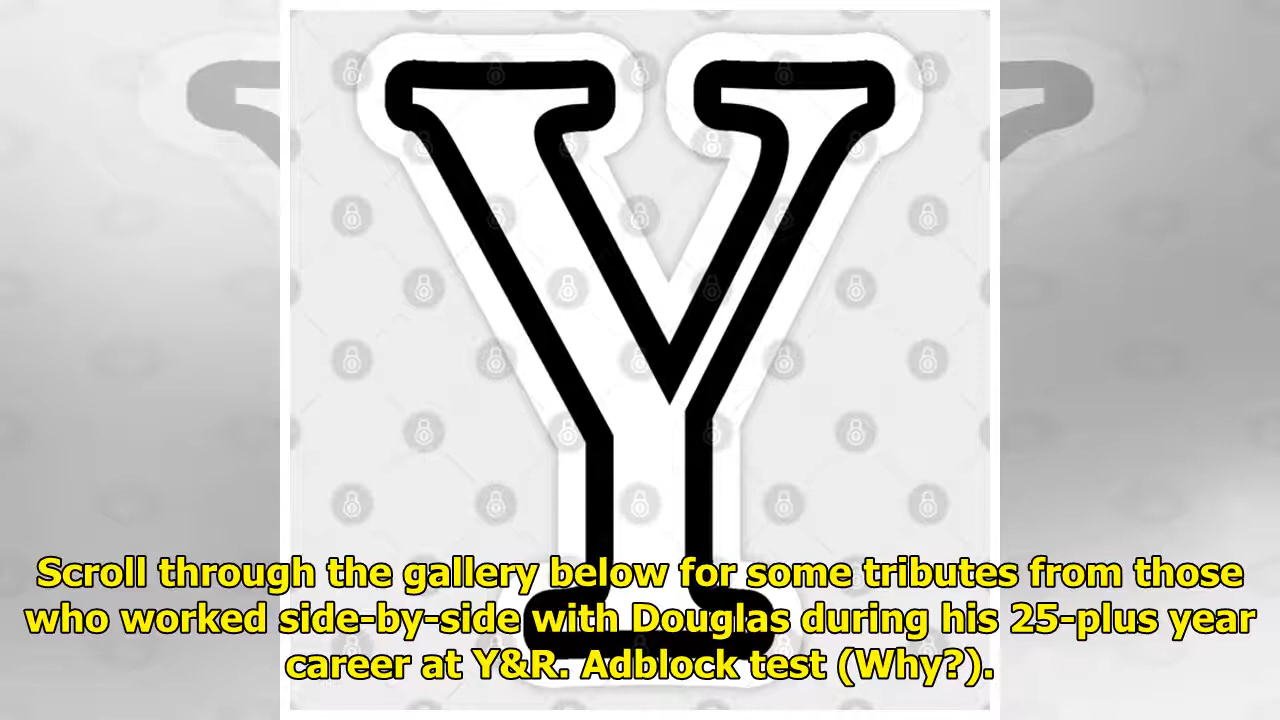 Y
Scroll through the gallery below for some tributes from those
who worked side-by-side with Douglas during his 25-plus year
career at Y&R. Adblock test (Why?).